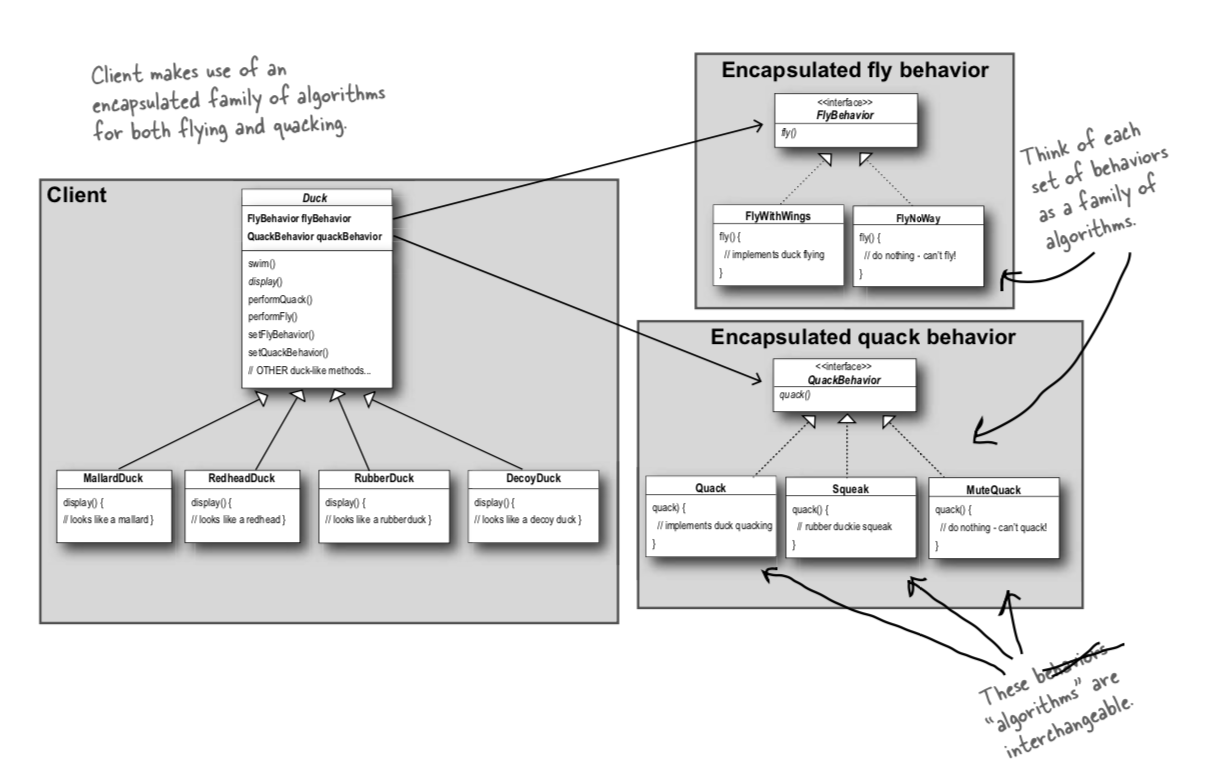 Client makes use of an
encapsulated family of algorithms
for both flying and quacking.
Client
Duck
FlyBehavior flyBehavior
QuackBehavior quackBehavior
swim()
display()
performQuack()
performFly()
setFlyBehavior()
setQuackBehavior()
// OTHER duck-like methods...
MallardDuck
display() {
// looks like a mallard }
RedheadDuck
display() {
// looks like a redhead }
RubberDuck
display() {
// looks like a rubberduck }
DecoyDuck
display() {
// looks like a decoy duck }
Encapsulated fly behavior
<<interface>>
FlyBehavior
fly()
FlyWithWings
fly() {
// implements duck flying
}
FlyNoWay
fly() {
// do nothing - can't fly!
}
Think of each
set of behaviors
as a family of
algorithms.
Encapsulated quack behavior
<<interface>>
QuackBehavior
quack()
Quack
quack) {
// implements duck quacking
}
Squeak
quack() {
// rubber duckie squeak
}
MuteQuack
quack() {
// do nothing - can't quack!
}
These behaviors
"algorithms" are
interchangeable.